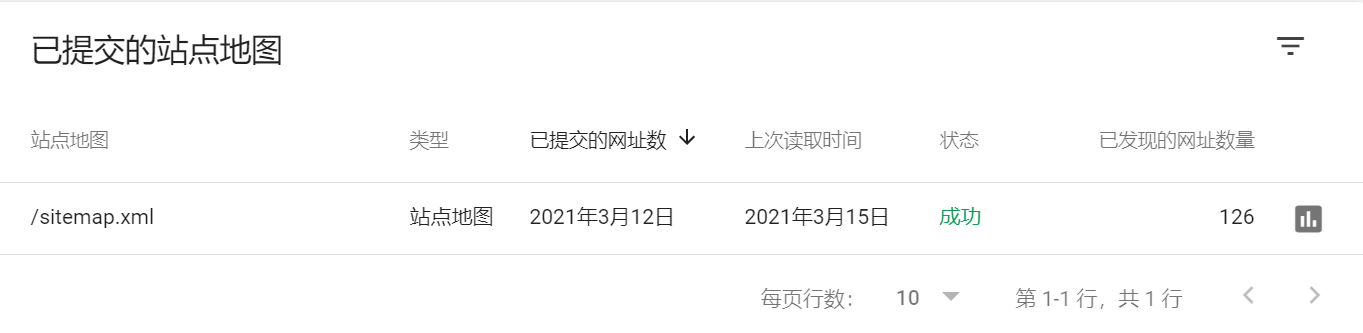 已提交的站点地图
站点地图 类型 已提交的网址数 上次读取时间 状态 已发现的网址数量
/sitemap.xml 站点地图 2021年3月12日 2021年3月15日 成功 126
每页行数: 10 第 1-1 行，共 1 行